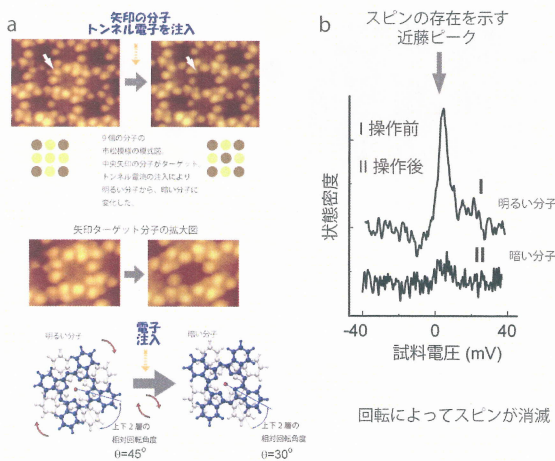 a
矢印の分子
トンネル電子を注入
9個の分子の
市松模様の模式図。
中央矢印の分子がターゲット。
トンネル電流の注入により
明るい分子から、暗い分子に
変化した。
矢印ターゲット分子の拡大図
明るい分子
電子
注入
暗い分子
上下2層の
相対回転角度
θ=45°
上下2層の
相対回転角度
θ=30°
b
スピンの存在を示す
近藤ピーク
I 操作前
II 操作後
I
明るい分子
II
暗い分子
状態密度
-40
0
40
試料電圧 (mV)
回転によってスピンが消滅